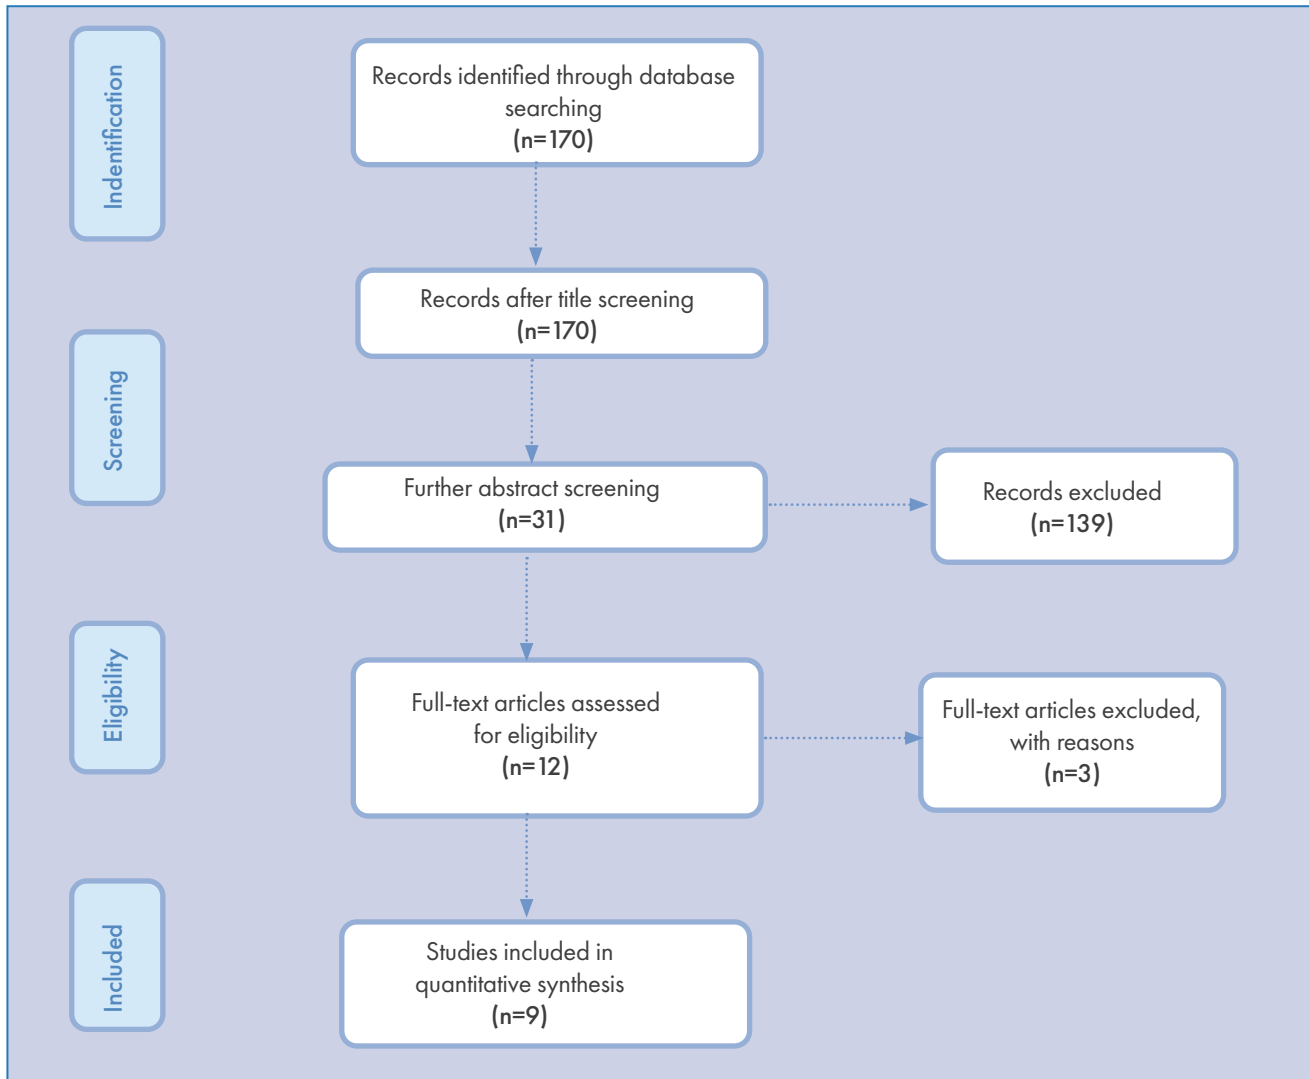 Indentification
Records identified through database
searching
(n=170)
Records after title screening
(n=170)
Screening
Further abstract screening
(n=31)
Records excluded
(n=139)
Eligibility
Full-text articles assessed
for eligibility
(n=12)
Full-text articles excluded,
with reasons
(n=3)
Included
Studies included in
quantitative synthesis
(n=9)